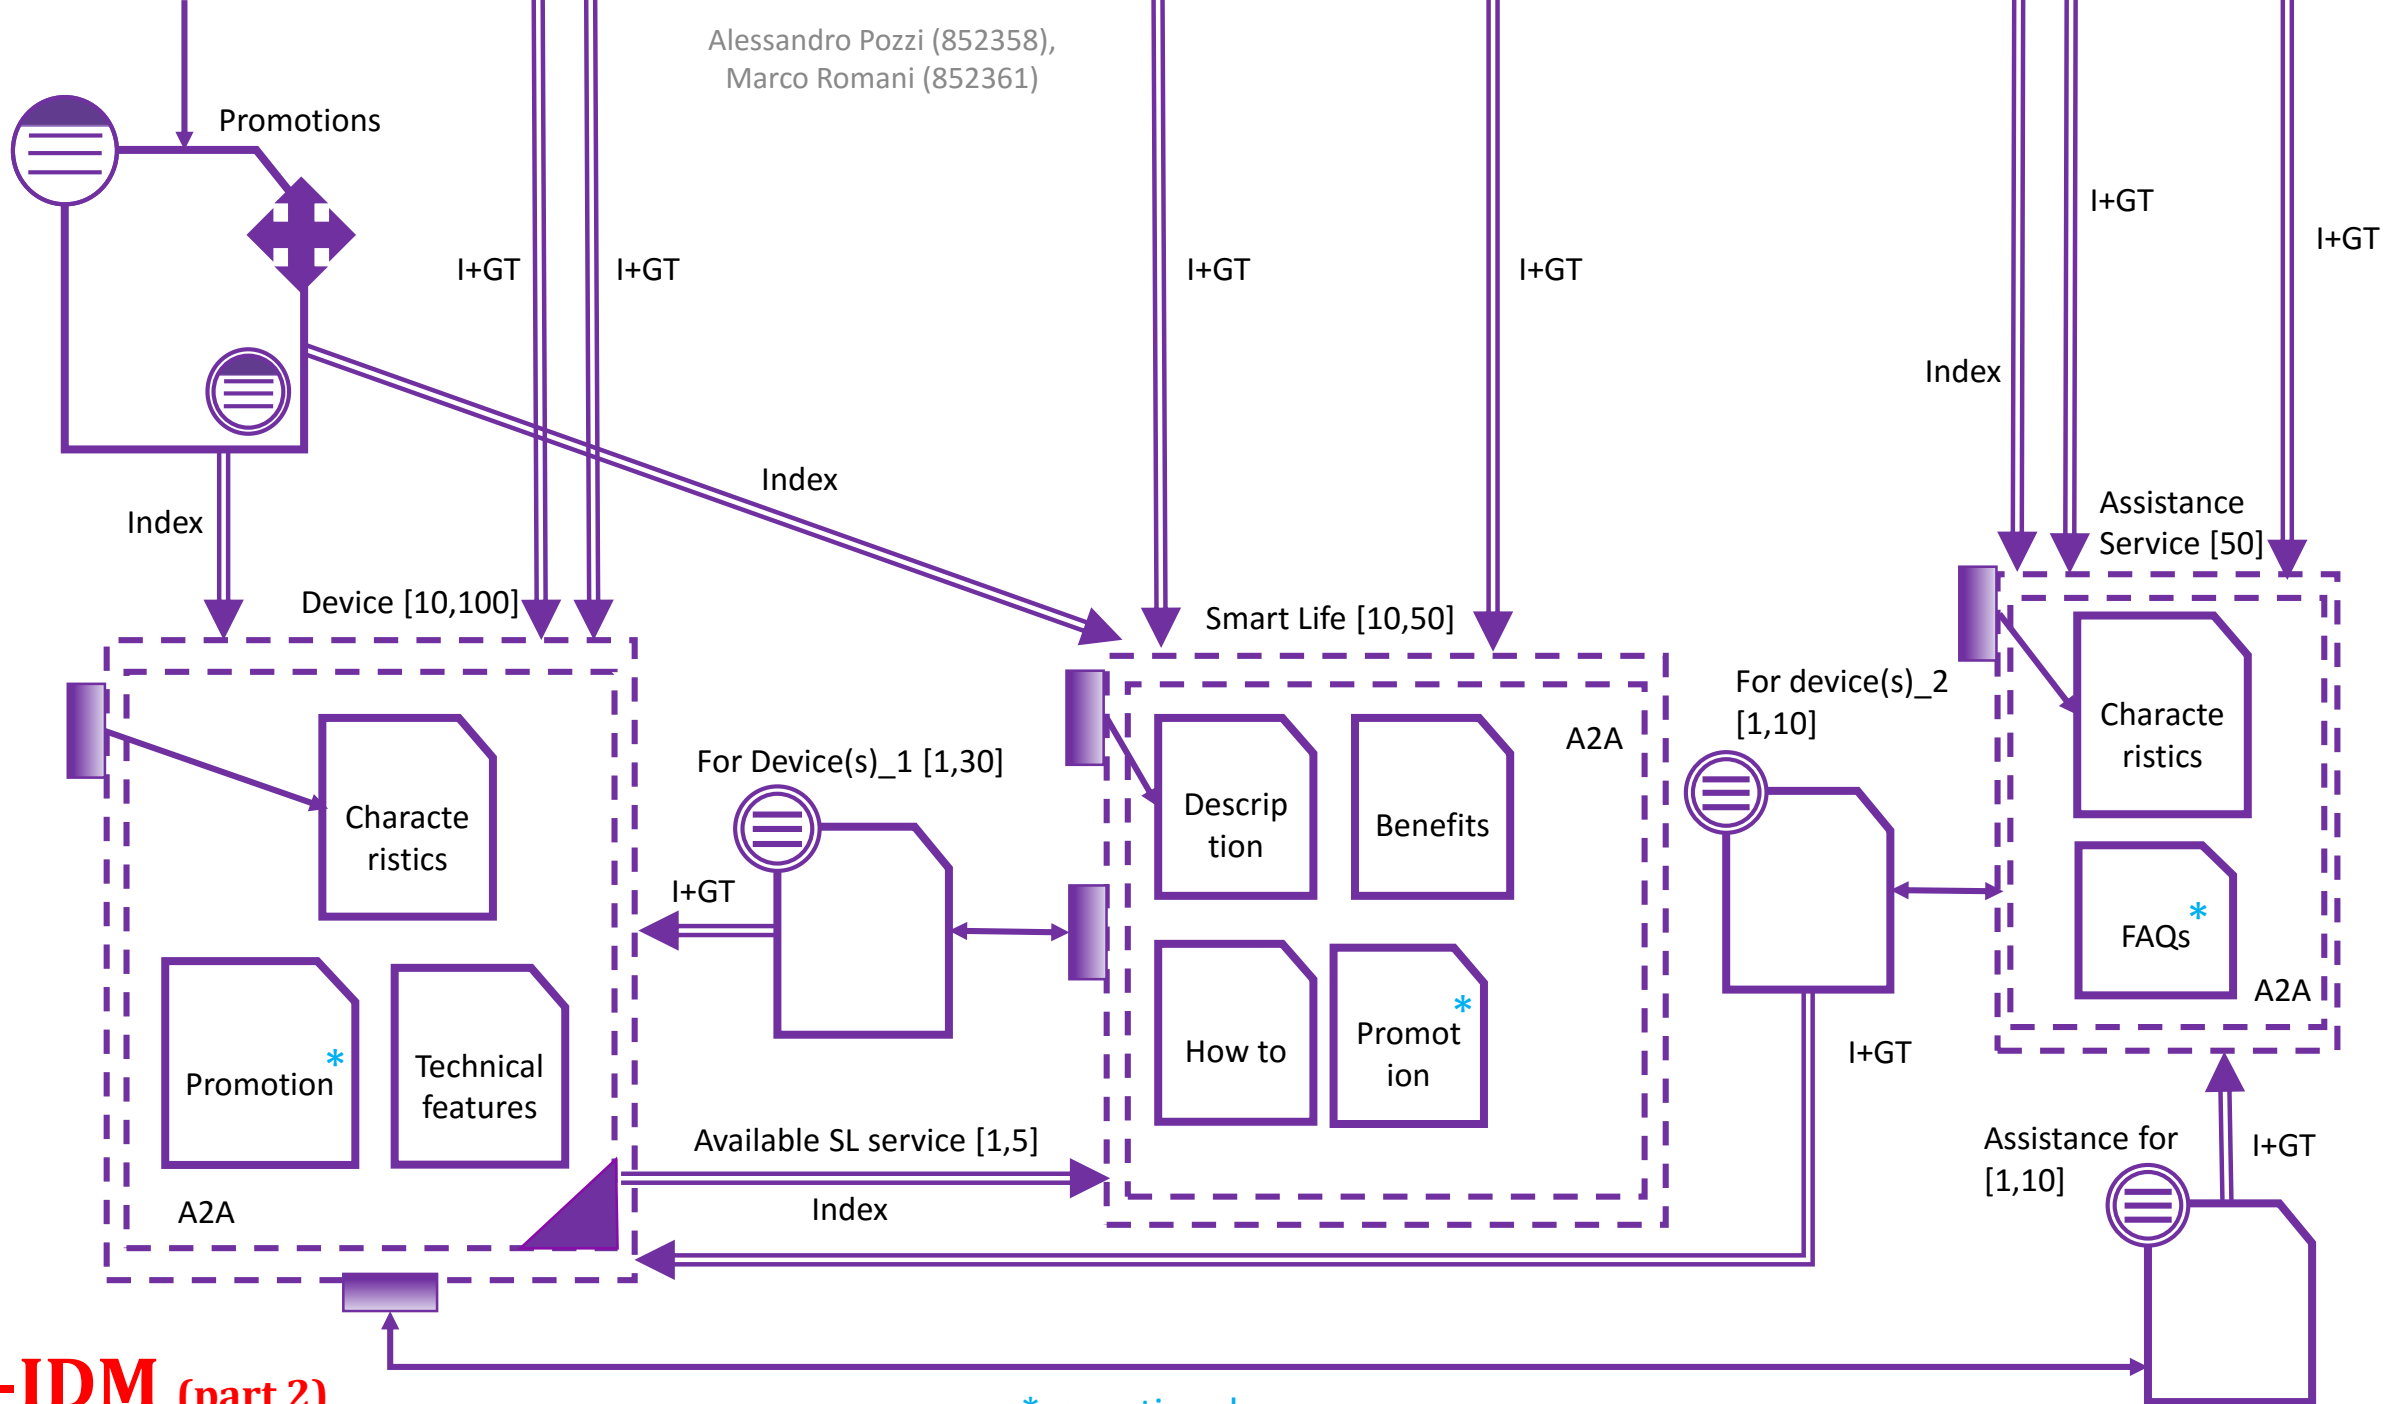 Alessandro Pozzi (852358),
Marco Romani (852361)
Promotions
I+GT
I+GT
I+GT
I+GT
I+GT
I+GT
Index
Index
Index
Assistance
Service [50]
Device [10,100]
Smart Life [10,50]
For device(s)_2
[1,10]
A2A
Characte
ristics
For Device(s)_1 [1,30]
Characte
ristics
Descrip
tion
Benefits
I+GT
FAQs*
A2A
How to
Promot*
ion
I+GT
Promotion*
Technical
features
Available SL service [1,5]
Index
Assistance for
[1,10]
I+GT
A2A
-IDM (part 2)